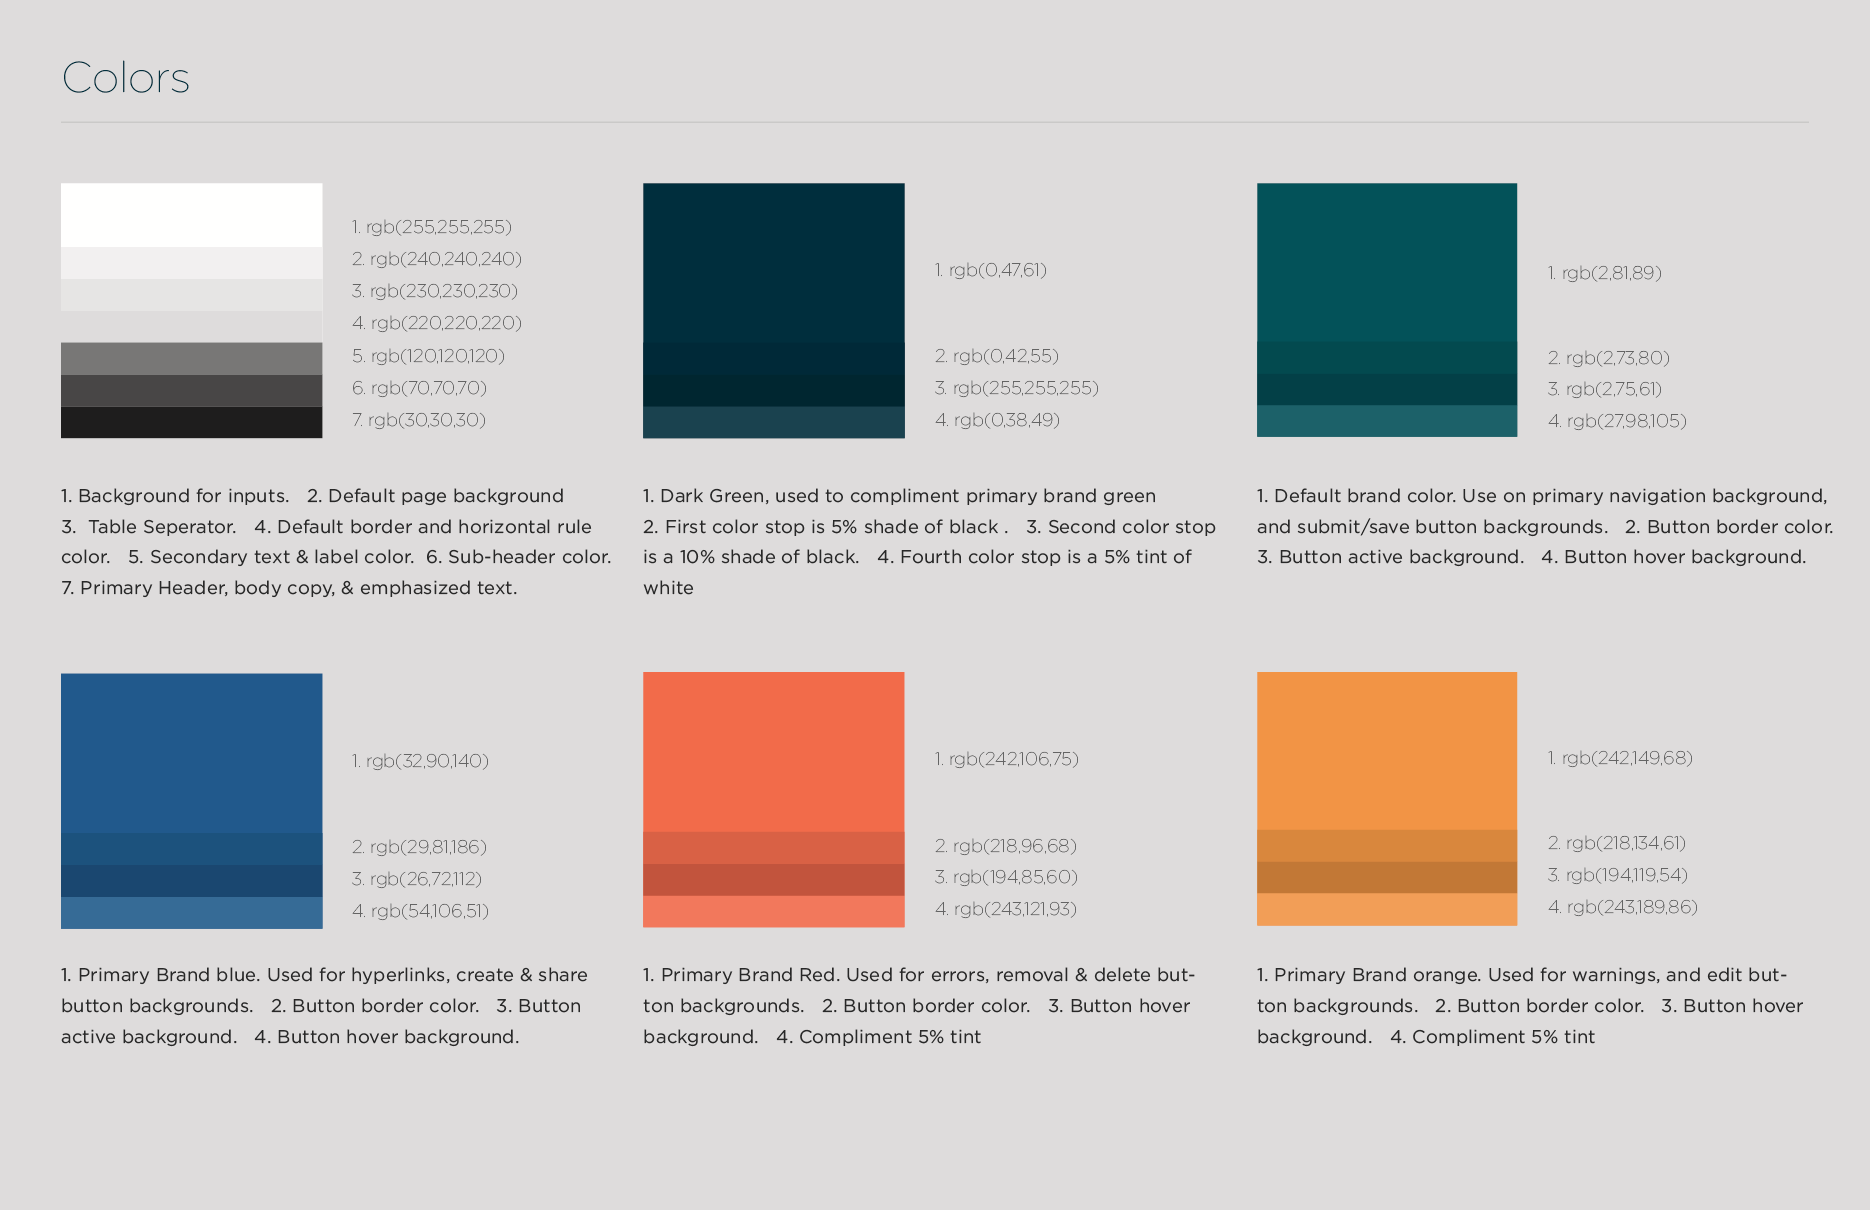 Colors
1. rgb(255,255,255)
2. rgb(240,240,240)
3. rgb(230,230,230)
4. rgb(220,220,220)
5. rgb(120,120,120)
6. rgb(70,70,70)
7. rgb(30,30,30)
1. Background for inputs.   2. Default page background
3.  Table Seperator.   4. Default border and horizontal rule
color.   5. Secondary text & label color.  6. Sub-header color.
7. Primary Header, body copy, & emphasized text.
1. rgb(0,47,61)
2. rgb(0,42,55)
3. rgb(255,255,255)
4. rgb(0,38,49)
1. Dark Green, used to compliment primary brand green
2. First color stop is 5% shade of black .   3. Second color stop
is a 10% shade of black.   4. Fourth color stop is a 5% tint of
white
1. rgb(2,81,89)
2. rgb(2,73,80)
3. rgb(2,75,61)
4. rgb(27,98,105)
1. Default brand color. Use on primary navigation background,
and submit/save button backgrounds.   2. Button border color.
3. Button active background.   4. Button hover background.
1. rgb(32,90,140)
2. rgb(29,81,186)
3. rgb(26,72,112)
4. rgb(54,106,51)
1. Primary Brand blue. Used for hyperlinks, create & share
button backgrounds.   2. Button border color.   3. Button
active background.   4. Button hover background.
1. rgb(242,106,75)
2. rgb(218,96,68)
3. rgb(194,85,60)
4. rgb(243,121,93)
1. Primary Brand Red. Used for errors, removal & delete but-
ton backgrounds.   2. Button border color.   3. Button hover
background.   4. Compliment 5% tint
1. rgb(242,149,68)
2. rgb(218,134,61)
3. rgb(194,119,54)
4. rgb(243,189,86)
1. Primary Brand orange. Used for warnings, and edit but-
ton backgrounds.   2. Button border color.   3. Button hover
background.   4. Compliment 5% tint